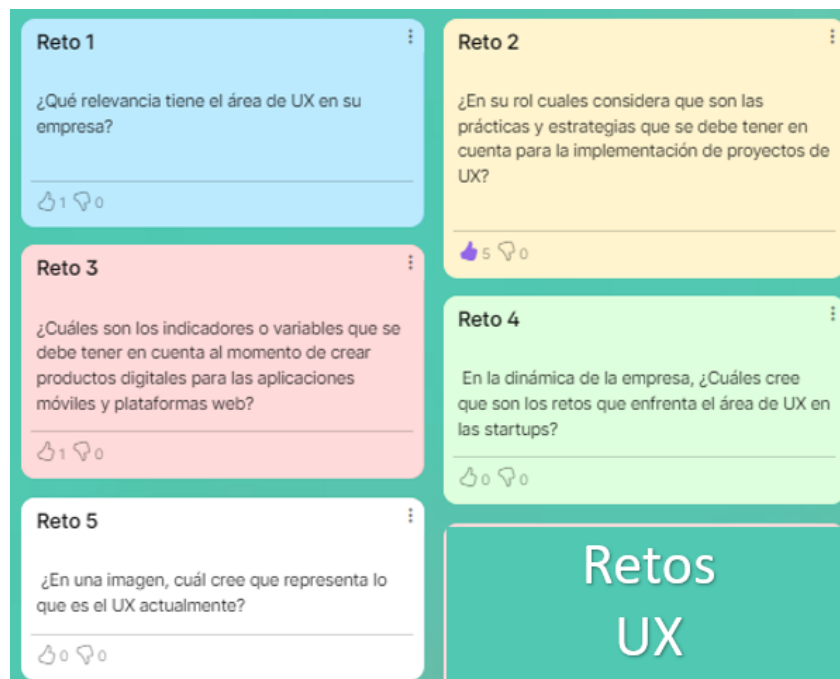 Reto 1
¿Qué relevancia tiene el área de UX en su
empresa?
1 0
Reto 2
¿En su rol cuales considera que son las
prácticas y estrategias que se debe tener en
cuenta para la implementación de proyectos de
UX?
5 0
Reto 3
¿Cuáles son los indicadores o variables que se
debe tener en cuenta al momento de crear
productos digitales para las aplicaciones
móviles y plataformas web?
1 0
Reto 4
En la dinámica de la empresa, ¿Cuáles cree
que son los retos que enfrenta el área de UX en
las startups?
0 0
Reto 5
¿En una imagen, cuál cree que representa lo
que es el UX actualmente?
0 0
Retos
UX